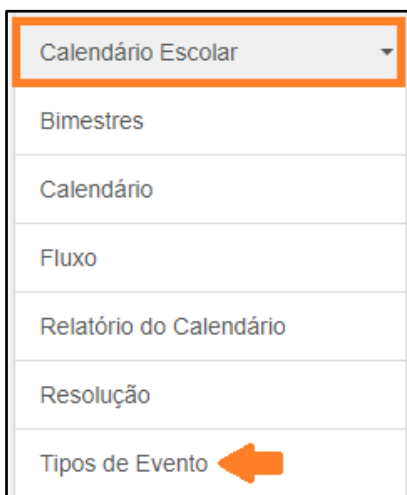 Calendário Escolar
Bimestres
Calendário
Fluxo
Relatório do Calendário
Resolução
Tipos de Evento